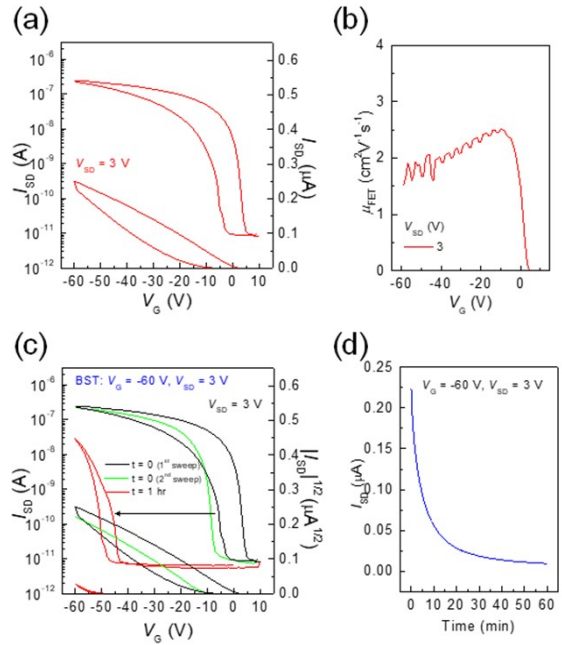 (a)
10⁻⁶
10⁻⁷
10⁻⁸
10⁻⁹
10⁻¹⁰
10⁻¹¹
10⁻¹²
I_SD (A)
V_SD = 3 V
0.6
0.5
0.4
0.3
0.2
0.1
0.0
I_SD (μA)
-60 -50 -40 -30 -20 -10 0 10
V_G (V)
(b)
4
3
2
1
0
μ_FET (cm²V⁻¹s⁻¹)
V_SD (V)
3
-60 -40 -20 0
V_G (V)
(c)
BST: V_G = -60 V, V_SD = 3 V
V_SD = 3 V
10⁻⁶
10⁻⁷
10⁻⁸
10⁻⁹
10⁻¹⁰
10⁻¹¹
10⁻¹²
I_SD (A)
t = 0 (1ˢᵗ sweep)
t = 0 (2ⁿᵈ sweep)
t = 1 hr
0.6
0.5
0.4
0.3
0.2
0.1
0.0
|I_SD|^1/2 (μA^1/2)
-60 -50 -40 -30 -20 -10 0 10
V_G (V)
(d)
V_G = -60 V, V_SD = 3 V
0.25
0.20
0.15
0.10
0.05
0.00
I_SD (μA)
0 10 20 30 40 50 60
Time (min)